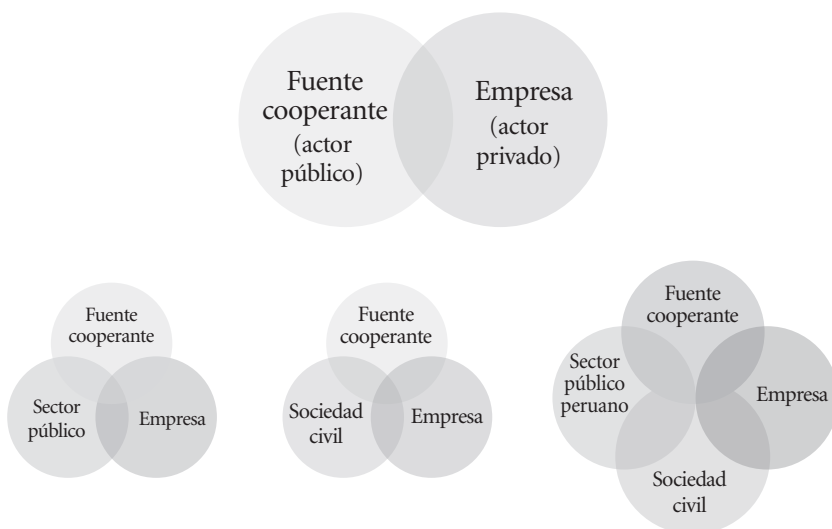 Fuente
cooperante
(actor
público)
Empresa
(actor
privado)
Fuente
cooperante
Sector
público
Empresa
Fuente
cooperante
Sociedad
civil
Empresa
Fuente
cooperante
Sector
público
peruano
Empresa
Sociedad
civil